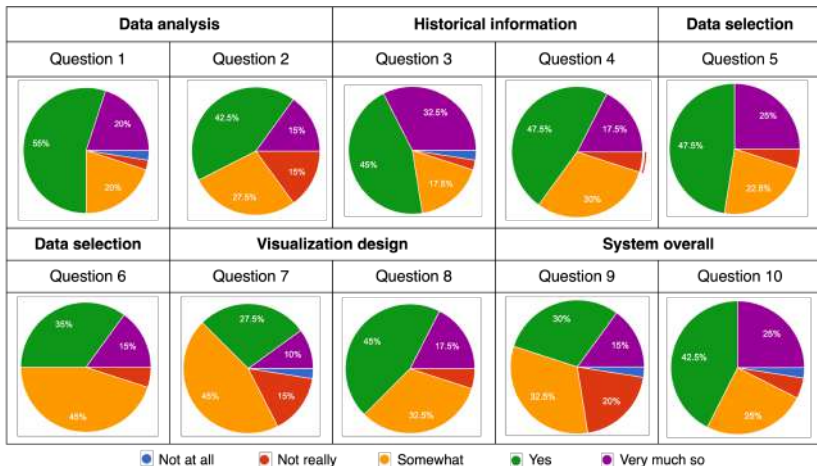 Data analysis Historical information Data selection
Question 1 Question 2 Question 3 Question 4 Question 5
55% 20% 20%
42.5% 15% 15% 27.5%
45% 32.5% 17.5%
47.5% 17.5% 30%
47.5% 25% 22.5%
Data selection Visualization design System overall
Question 6 Question 7 Question 8 Question 9 Question 10
35% 15% 45%
27.5% 10% 15% 45%
45% 17.5% 32.5%
30% 15% 20% 32.5%
42.5% 25% 25%
Not at all Not really Somewhat Yes Very much so